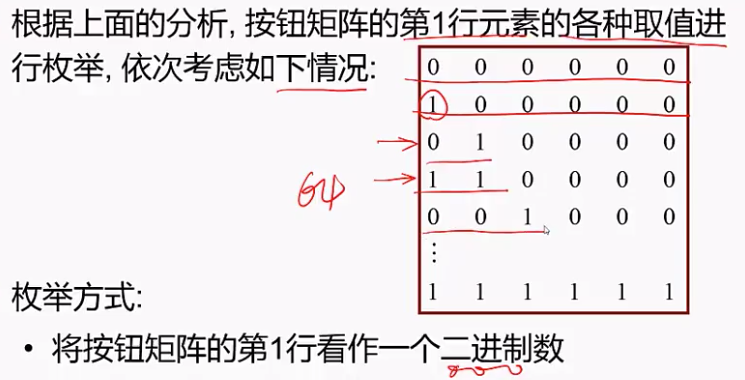 根据上面的分析, 按钮矩阵的第1行元素的各种取值进
行枚举, 依次考虑如下情况:
0 0 0 0 0 0
1 0 0 0 0 0
0 1 0 0 0 0
1 1 0 0 0 0
64
0 0 1 0 0 0
⋮
1 1 1 1 1 1
枚举方式:
• 将按钮矩阵的第1行看作一个二进制数